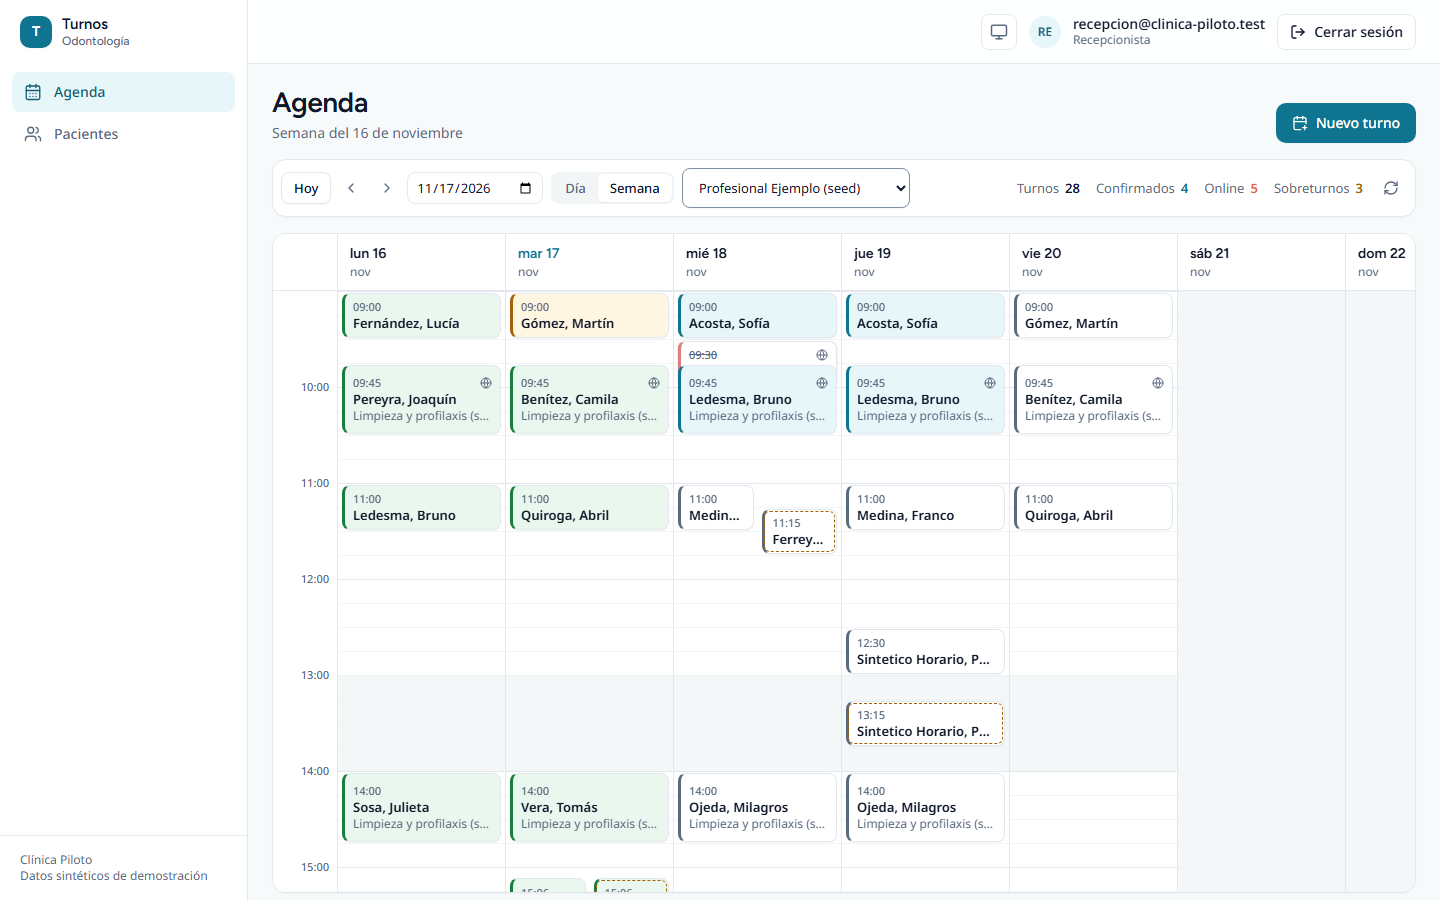 T
Turnos
Odontología
Agenda
Pacientes
Clínica Piloto
Datos sintéticos de demostración
RE
recepcion@clinica-piloto.test
Recepcionista
Cerrar sesión
Agenda
Semana del 16 de noviembre
Nuevo turno
Hoy
11/17/2026
Día
Semana
Profesional Ejemplo (seed)
Turnos 28
Confirmados 4
Online 5
Sobreturnos 3
lun 16
nov
mar 17
nov
mié 18
nov
jue 19
nov
vie 20
nov
sáb 21
nov
dom 22
nov
10:00
11:00
12:00
13:00
14:00
15:00
09:00
Fernández, Lucía
09:45
Pereyra, Joaquín
Limpieza y profilaxis (s...
11:00
Ledesma, Bruno
14:00
Sosa, Julieta
Limpieza y profilaxis (s...
09:00
Gómez, Martín
09:45
Benítez, Camila
Limpieza y profilaxis (s...
11:00
Quiroga, Abril
14:00
Vera, Tomás
Limpieza y profilaxis (s...
09:00
Acosta, Sofía
09:30
09:45
Ledesma, Bruno
Limpieza y profilaxis (s...
11:00
Medin...
11:15
Ferrey...
14:00
Ojeda, Milagros
Limpieza y profilaxis (s...
09:00
Acosta, Sofía
09:45
Ledesma, Bruno
Limpieza y profilaxis (s...
11:00
Medina, Franco
12:30
Sintetico Horario, P...
13:15
Sintetico Horario, P...
14:00
Ojeda, Milagros
Limpieza y profilaxis (s...
09:00
Gómez, Martín
09:45
Benítez, Camila
Limpieza y profilaxis (s...
11:00
Quiroga, Abril